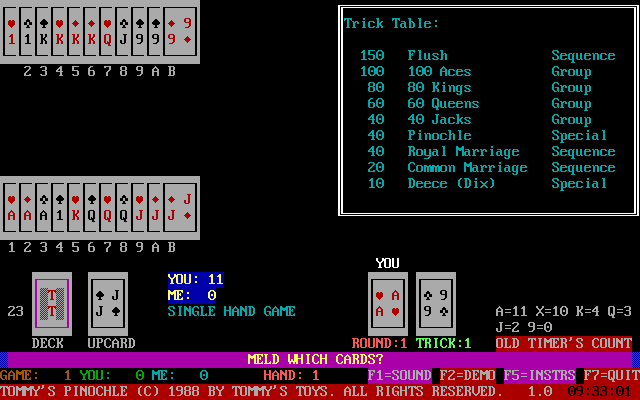 9
1 1 K K K K Q J 9 9
2 3 4 5 6 7 8 9 A B
Trick Table:
150 Flush Sequence
100 100 Aces Group
80 80 Kings Group
60 60 Queens Group
40 40 Jacks Group
40 Pinochle Special
40 Royal Marriage Sequence
20 Common Marriage Sequence
10 Deece (Dix) Special
J
A A A 1 K Q Q Q J J J
1 2 3 4 5 6 7 8 9 A B
YOU
23
T
T
DECK
♠ J
J ♠
UPCARD
YOU: 11
ME: 0
SINGLE HAND GAME
♥ A
A ♥
ROUND:1
♣ 9
9 ♣
TRICK:1
A=11 X=10 K=4 Q=3
J=2 9=0
OLD TIMER'S COUNT
MELD WHICH CARDS?
GAME: 1 YOU: 0 ME: 0 HAND: 1 F1=SOUND F2=DEMO F5=INSTRS F7=QUIT
TOMMY'S PINOCHLE (C) 1988 BY TOMMY'S TOYS. ALL RIGHTS RESERVED. 1.0 09:33:01